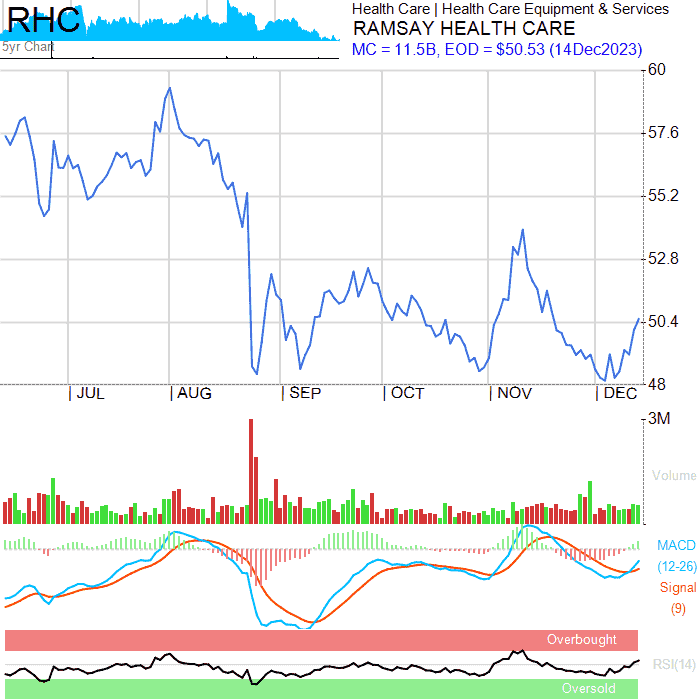 RHC
5yr Chart
Health Care | Health Care Equipment & Services
RAMSAY HEALTH CARE
MC = 11.5B, EOD = $50.53 (14Dec2023)
60
57.6
55.2
52.8
50.4
48
JUL
AUG
SEP
OCT
NOV
DEC
3M
Volume
MACD
(12-26)
Signal
(9)
Overbought
RSI(14)
Oversold